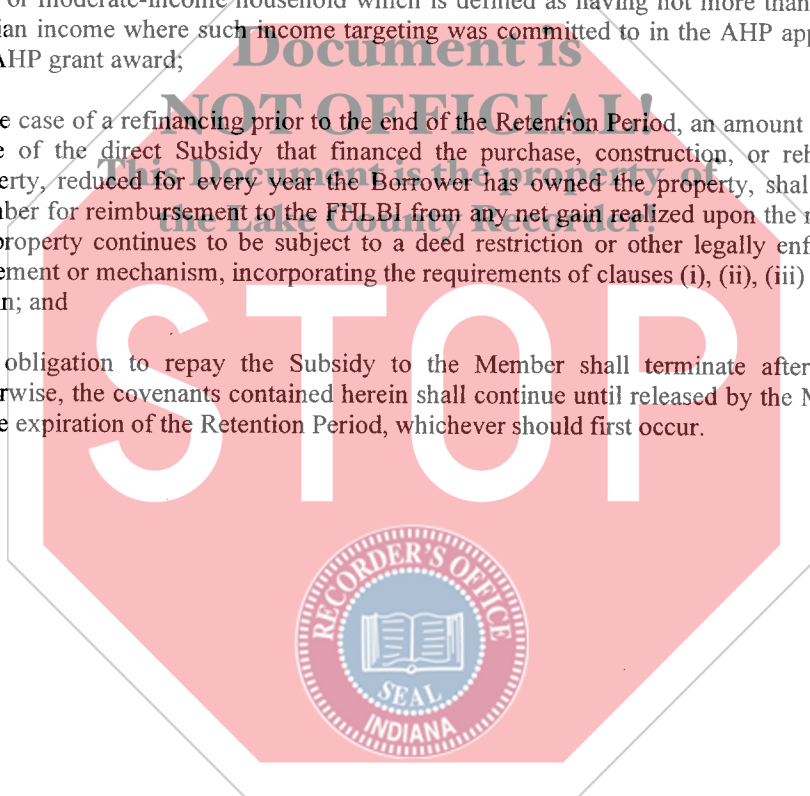 or moderate-income household which is defined as having not more than
ian income where such income targeting was committed to in the AHP app
AHP grant award;
e case of a refinancing prior to the end of the Retention Period, an amount
e of the direct Subsidy that financed the purchase, construction, or reh
erty, reduced for every year the Borrower has owned the property, shal
ber for reimbursement to the FHLBI from any net gain realized upon the r
property continues to be subject to a deed restriction or other legally enf
ement or mechanism, incorporating the requirements of clauses (i), (ii), (iii)
n; and
obligation to repay the Subsidy to the Member shall terminate after
rwise, the covenants contained herein shall continue until released by the M
e expiration of the Retention Period, whichever should first occur.
Document is
NOT OFFICIAL!
This Document is the property of
the Lake County Recorder!
STOP
RECORDER'S OFFICE
SEAL
INDIANA